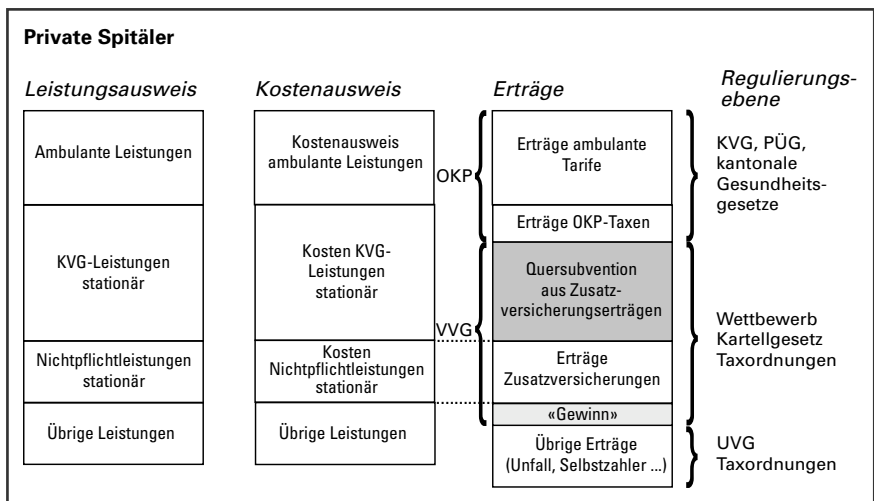 Private Spitäler
Leistungsausweis
Kostenausweis
Erträge
Regulierungs-
ebene
Ambulante Leistungen
KVG-Leistungen
stationär
Nichtpflichtleistungen
stationär
Übrige Leistungen
Kostenausweis
ambulante Leistungen
Kosten KVG-
Leistungen
stationär
Kosten
Nichtpflichtleistungen
stationär
Übrige Leistungen
OKP
VVG
Erträge ambulante
Tarife
Erträge OKP-Taxen
Quersubvention
aus Zusatz-
versicherungserträgen
Erträge
Zusatzversicherungen
«Gewinn»
Übrige Erträge
(Unfall, Selbstzahler ...)
KVG, PÜG,
kantonale
Gesundheits-
gesetze
Wettbewerb
Kartellgesetz
Taxordnungen
UVG
Taxordnungen